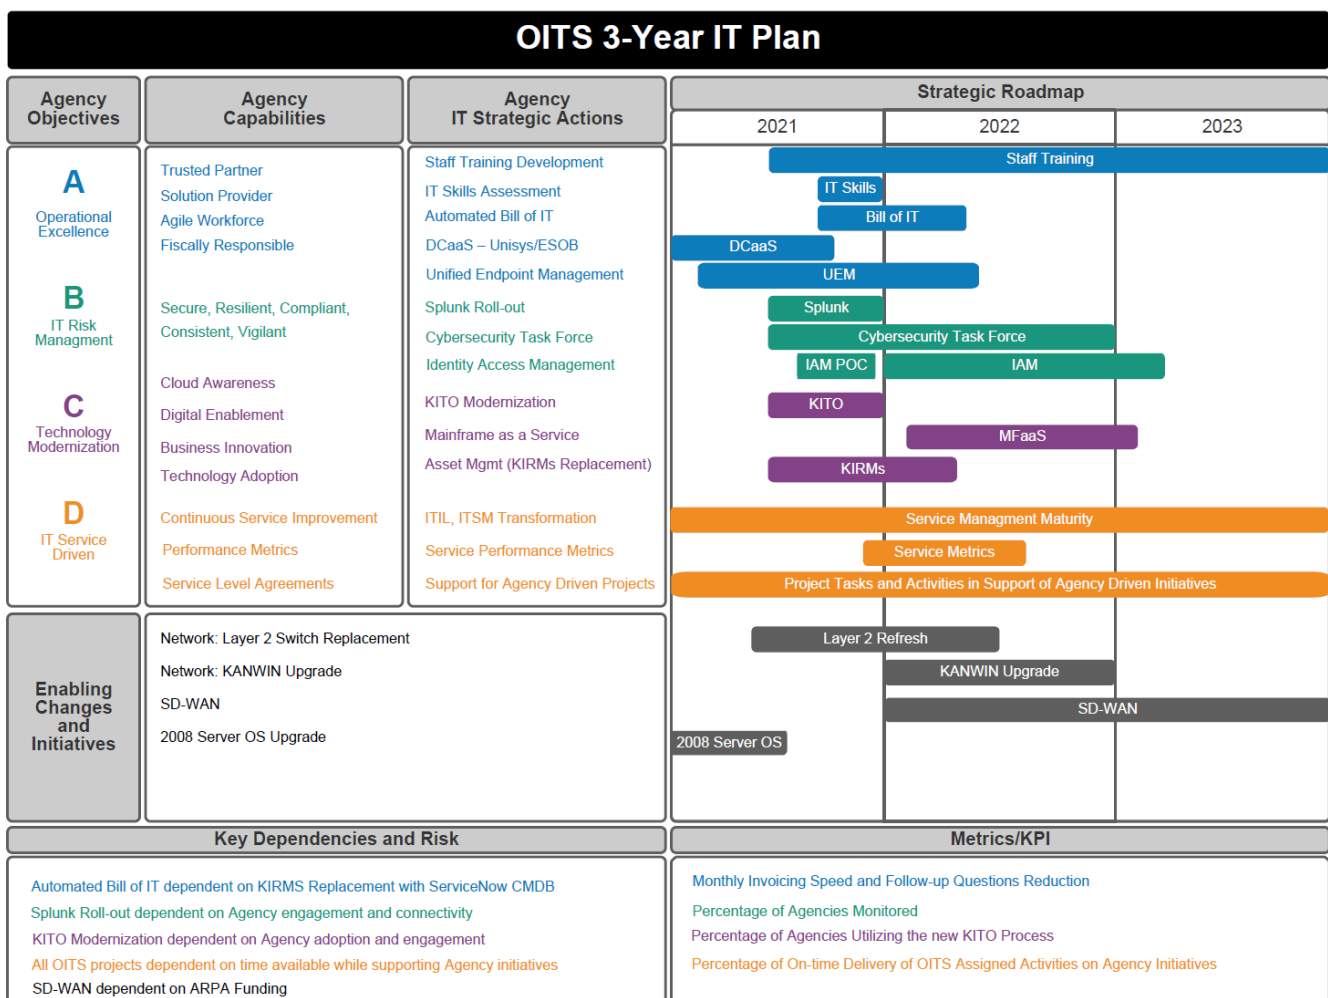 OITS 3-Year IT Plan
Agency
Objectives
Agency
Capabilities
Agency
IT Strategic Actions
Strategic Roadmap
2021
2022
2023
A
Operational
Excellence
B
IT Risk
Managment
C
Technology
Modernization
D
IT Service
Driven
Trusted Partner
Solution Provider
Agile Workforce
Fiscally Responsible
Secure, Resilient, Compliant,
Consistent, Vigilant
Cloud Awareness
Digital Enablement
Business Innovation
Technology Adoption
Continuous Service Improvement
Performance Metrics
Service Level Agreements
Staff Training Development
IT Skills Assessment
Automated Bill of IT
DCaaS – Unisys/ESOB
Unified Endpoint Management
Splunk Roll-out
Cybersecurity Task Force
Identity Access Management
KITO Modernization
Mainframe as a Service
Asset Mgmt (KIRMs Replacement)
ITIL, ITSM Transformation
Service Performance Metrics
Support for Agency Driven Projects
Staff Training
IT Skills
Bill of IT
DCaaS
UEM
Splunk
Cybersecurity Task Force
IAM POC
IAM
KITO
MFaaS
KIRMs
Service Managment Maturity
Service Metrics
Project Tasks and Activities in Support of Agency Driven Initiatives
Enabling
Changes
and
Initiatives
Network: Layer 2 Switch Replacement
Network: KANWIN Upgrade
SD-WAN
2008 Server OS Upgrade
Layer 2 Refresh
KANWIN Upgrade
SD-WAN
2008 Server OS
Key Dependencies and Risk
Automated Bill of IT dependent on KIRMS Replacement with ServiceNow CMDB
Splunk Roll-out dependent on Agency engagement and connectivity
KITO Modernization dependent on Agency adoption and engagement
All OITS projects dependent on time available while supporting Agency initiatives
SD-WAN dependent on ARPA Funding
Metrics/KPI
Monthly Invoicing Speed and Follow-up Questions Reduction
Percentage of Agencies Monitored
Percentage of Agencies Utilizing the new KITO Process
Percentage of On-time Delivery of OITS Assigned Activities on Agency Initiatives